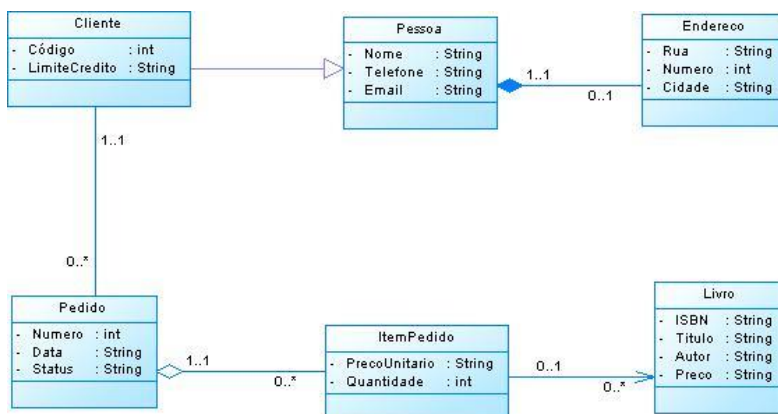 Cliente
- Código : int
- LimiteCredito : String
Pessoa
- Nome : String
- Telefone : String
- Email : String
1..1
0..1
Endereco
- Rua : String
- Numero : int
- Cidade : String
1..1
0..*
Pedido
- Numero : int
- Data : String
- Status : String
1..1
0..*
ItemPedido
- PrecoUnitario : String
- Quantidade : int
0..1
0..*
Livro
- ISBN : String
- Titulo : String
- Autor : String
- Preco : String